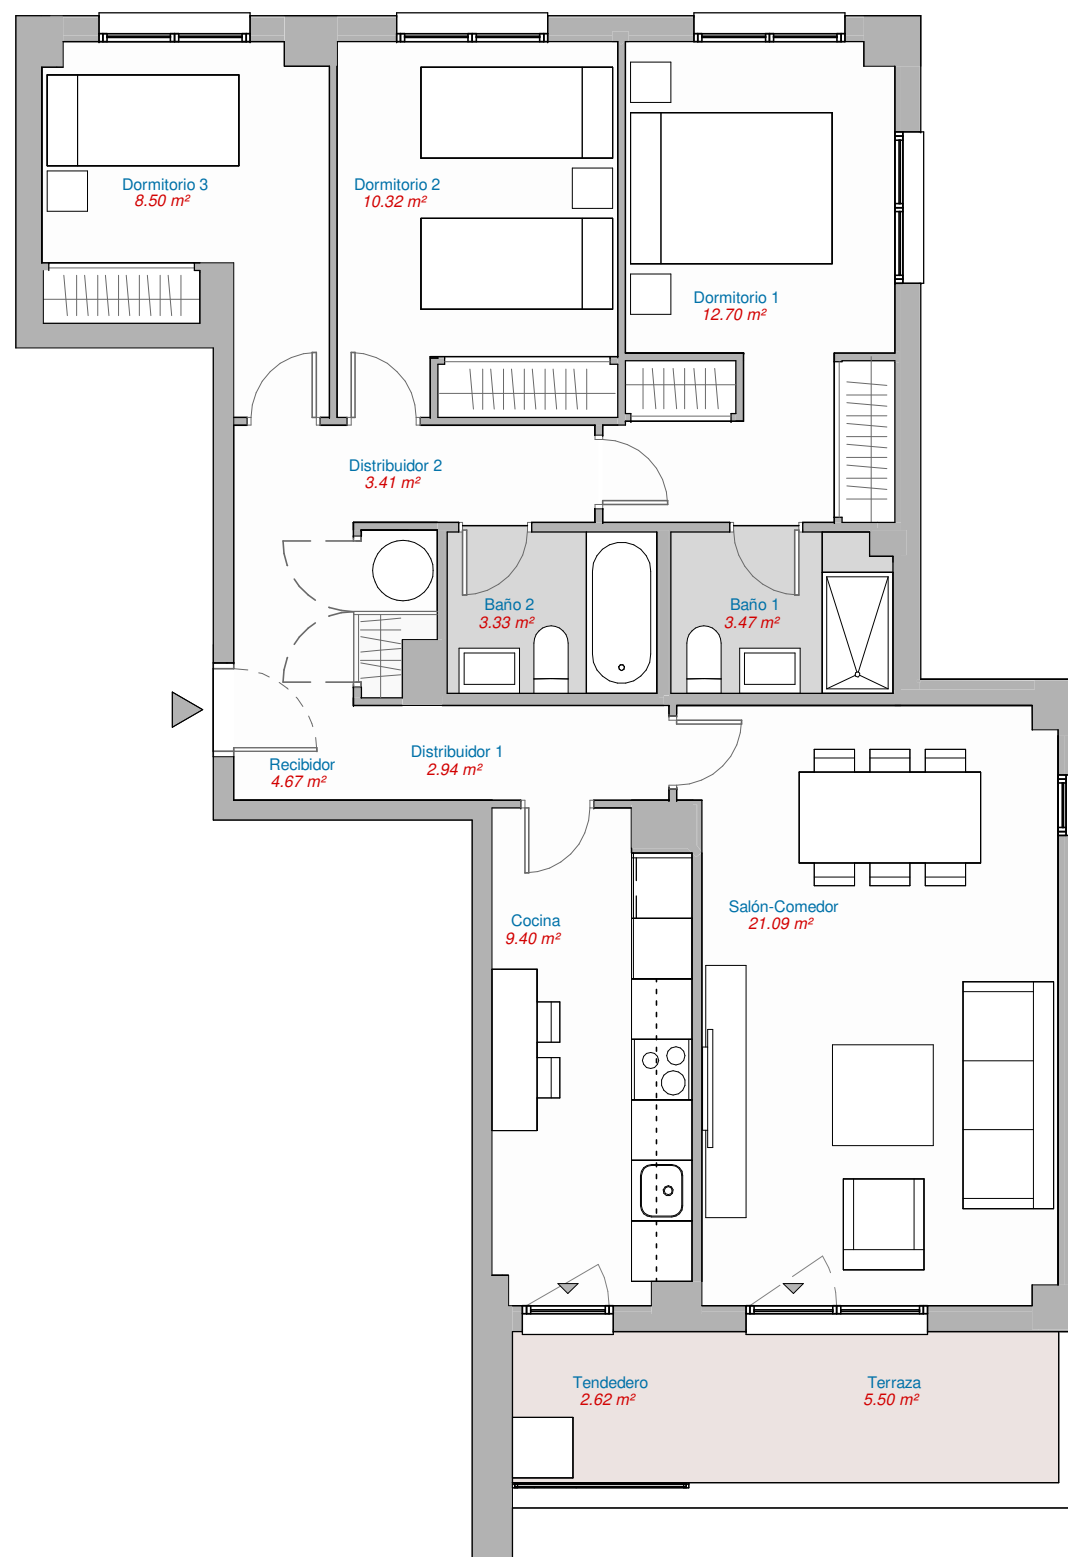 Dormitorio 3
8.50 m²
Dormitorio 2
10.32 m²
Dormitorio 1
12.70 m²
Distribuidor 2
3.41 m²
Baño 2
3.33 m²
Baño 1
3.47 m²
Recibidor
4.67 m²
Distribuidor 1
2.94 m²
Cocina
9.40 m²
Salón-Comedor
21.09 m²
Tendedero
2.62 m²
Terraza
5.50 m²